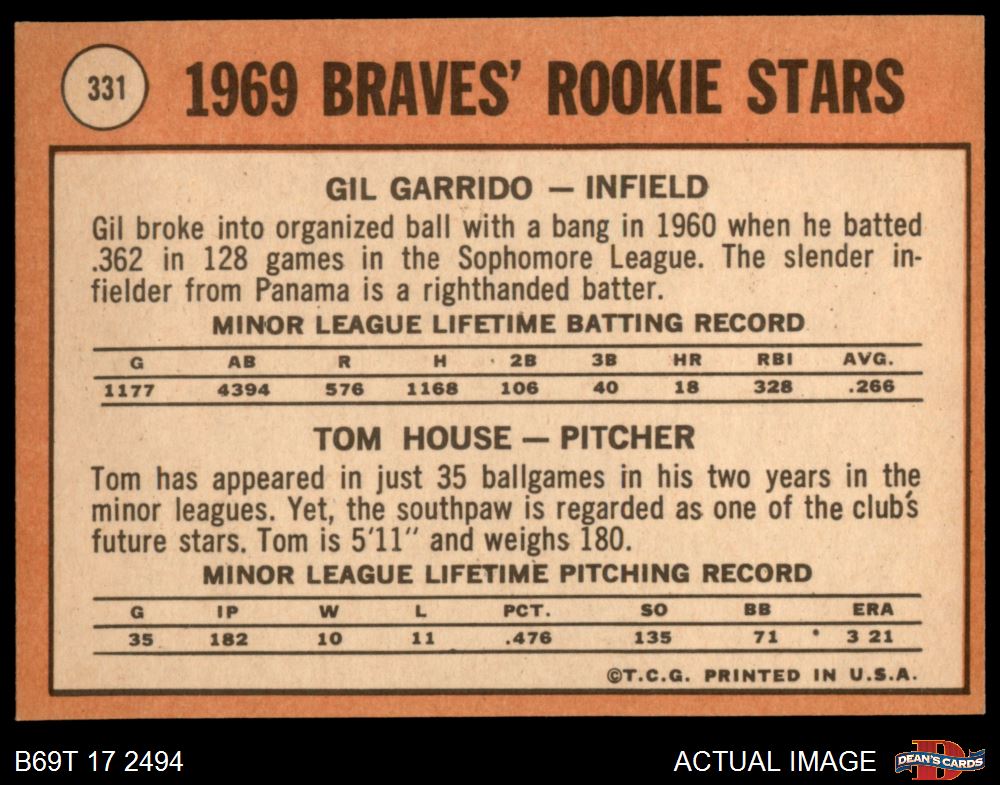 331
1969 BRAVES' ROOKIE STARS
GIL GARRIDO — INFIELD
Gil broke into organized ball with a bang in 1960 when he batted
.362 in 128 games in the Sophomore League. The slender in-
fielder from Panama is a righthanded batter.
MINOR LEAGUE LIFETIME BATTING RECORD
G AB R H 2B 3B HR RBI AVG.
1177 4394 576 1168 106 40 18 328 .266
TOM HOUSE — PITCHER
Tom has appeared in just 35 ballgames in his two years in the
minor leagues. Yet, the southpaw is regarded as one of the club's
future stars. Tom is 5'11" and weighs 180.
MINOR LEAGUE LIFETIME PITCHING RECORD
G IP W L PCT. SO BB ERA
35 182 10 11 .476 135 71 3 21
©T.C.G. PRINTED IN U.S.A.
B69T 17 2494
ACTUAL IMAGE
D
DEAN'S CARDS